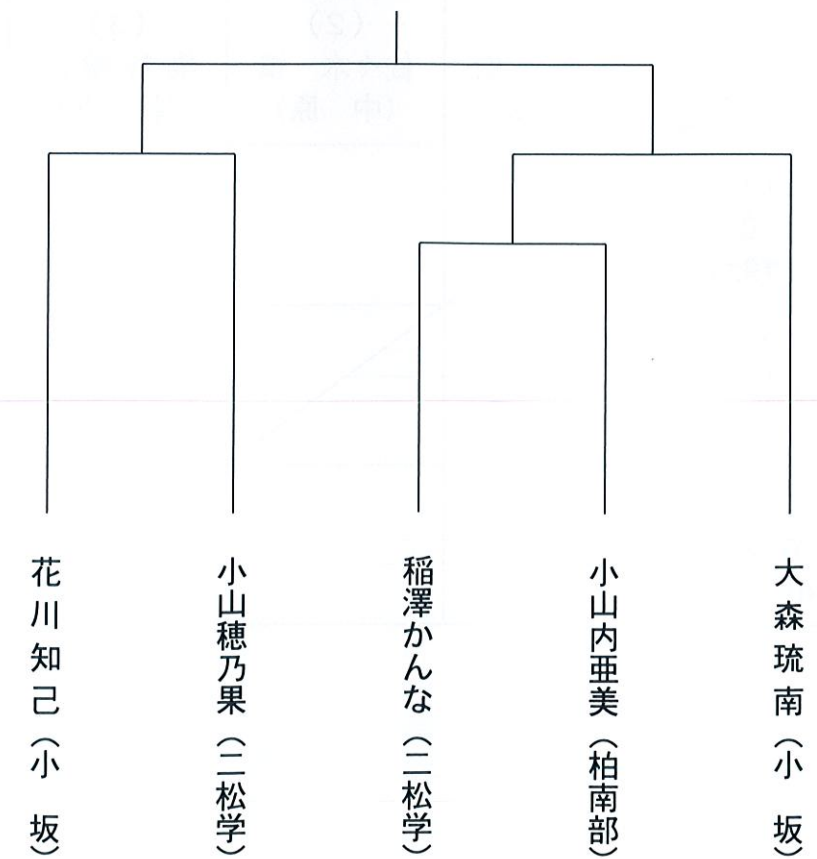 花川知己（小　坂）
小山穂乃果（二松学）
稲澤かんな（二松学）
小山内亜美（柏南部）
大森琉南（小　坂）